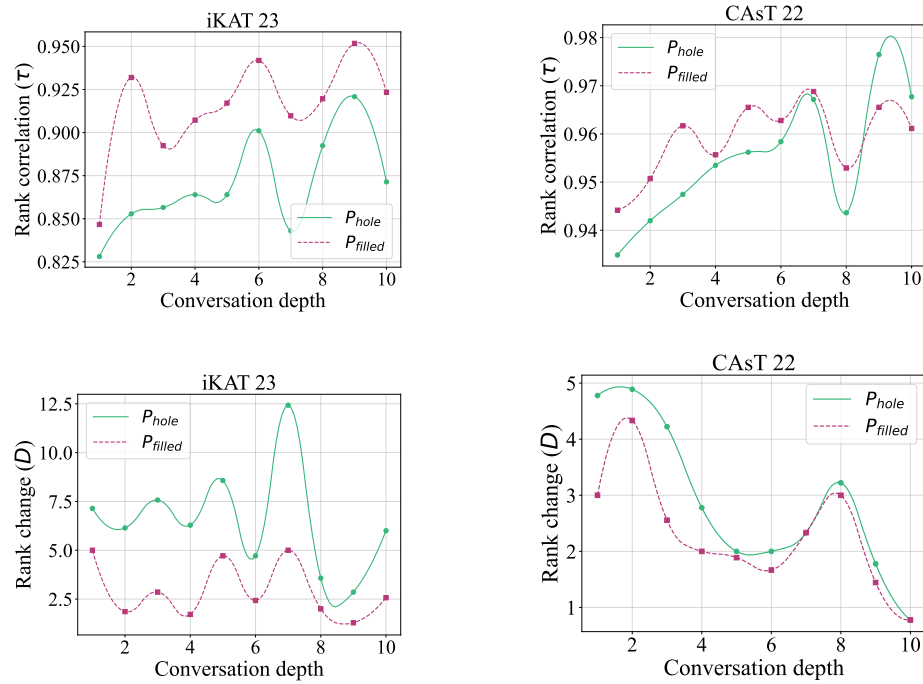 iKAT 23
Rank correlation (τ)
0.950
0.925
0.900
0.875
0.850
0.825
P_hole
P_filled
2 4 6 8 10
Conversation depth
CAsT 22
Rank correlation (τ)
0.98
0.97
0.96
0.95
0.94
P_hole
P_filled
2 4 6 8 10
Conversation depth
iKAT 23
Rank change (D)
12.5
10.0
7.5
5.0
2.5
P_hole
P_filled
2 4 6 8 10
Conversation depth
CAsT 22
Rank change (D)
5
4
3
2
1
P_hole
P_filled
2 4 6 8 10
Conversation depth